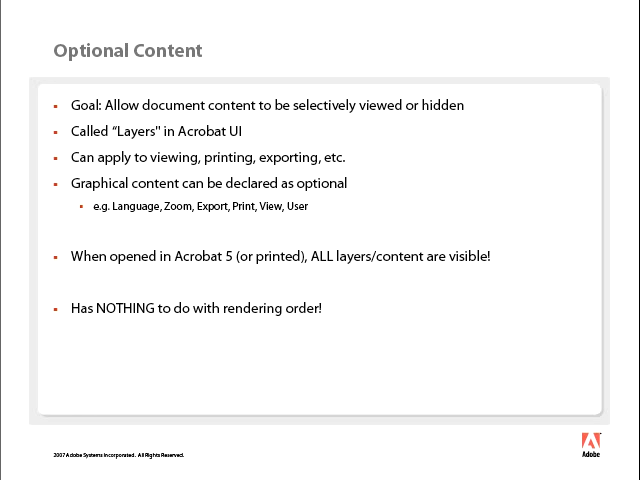 Optional Content
Goal: Allow document content to be selectively viewed or hidden
Called “Layers" in Acrobat UI
Can apply to viewing, printing, exporting, etc.
Graphical content can be declared as optional
e.g. Language, Zoom, Export, Print, View, User
When opened in Acrobat 5 (or printed), ALL layers/content are visible!
Has NOTHING to do with rendering order!
2007 Adobe Systems Incorporated. All Rights Reserved.
Adobe